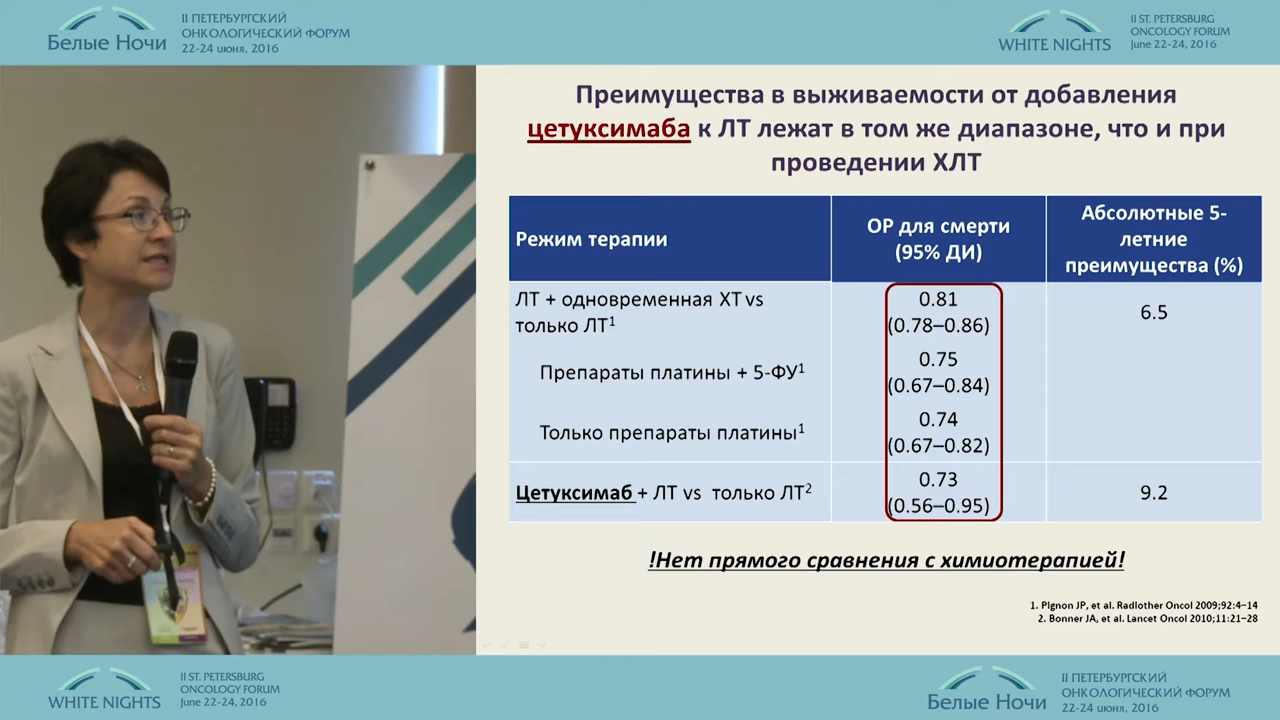 Белые Ночи
II ПЕТЕРБУРГСКИЙ
ОНКОЛОГИЧЕСКИЙ ФОРУМ
22-24 июня, 2016
WHITE NIGHTS
II ST. PETERSBURG
ONCOLOGY FORUM
June 22-24, 2016
Преимущества в выживаемости от добавления
цетуксимаба к ЛТ лежат в том же диапазоне, что и при
проведении ХЛТ
Режим терапии
ОР для смерти
(95% ДИ)
Абсолютные 5-
летние
преимущества (%)
ЛТ + одновременная ХТ vs
только ЛТ¹
0.81
(0.78–0.86)
6.5
Препараты платины + 5-ФУ¹
0.75
(0.67–0.84)
Только препараты платины¹
0.74
(0.67–0.82)
Цетуксимаб + ЛТ vs только ЛТ²
0.73
(0.56–0.95)
9.2
!Нет прямого сравнения с химиотерапией!
1. Pignon JP, et al. Radiother Oncol 2009;92:4–14
2. Bonner JA, et al. Lancet Oncol 2010;11:21–28
WHITE NIGHTS
II ST. PETERSBURG
ONCOLOGY FORUM
June 22-24, 2016
Белые Ночи
II ПЕТЕРБУРГСКИЙ
ОНКОЛОГИЧЕСКИЙ ФОРУМ
22-24 июня, 2016